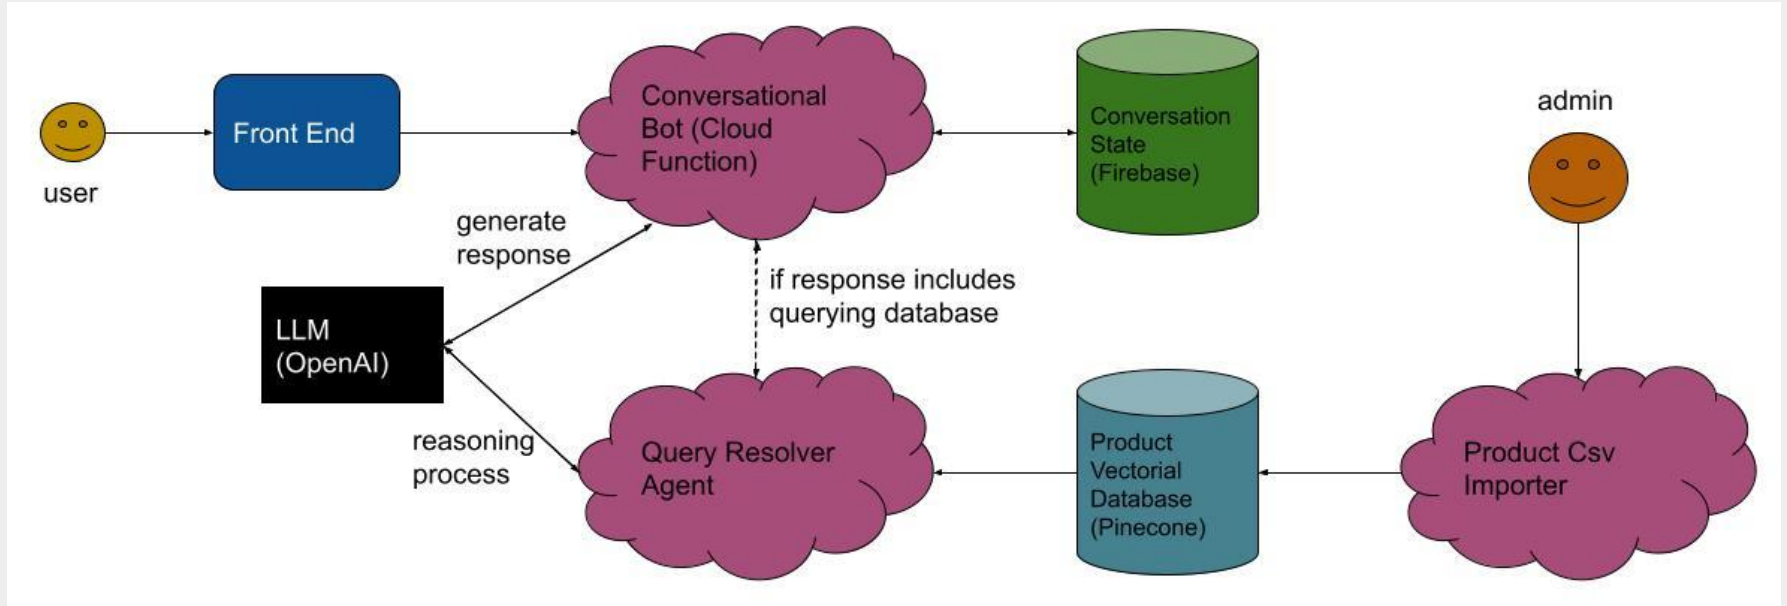 user
Front End
Conversational
Bot (Cloud
Function)
Conversation
State
(Firebase)
admin
generate
response
if response includes
querying database
LLM
(OpenAI)
reasoning
process
Query Resolver
Agent
Product
Vectorial
Database
(Pinecone)
Product Csv
Importer